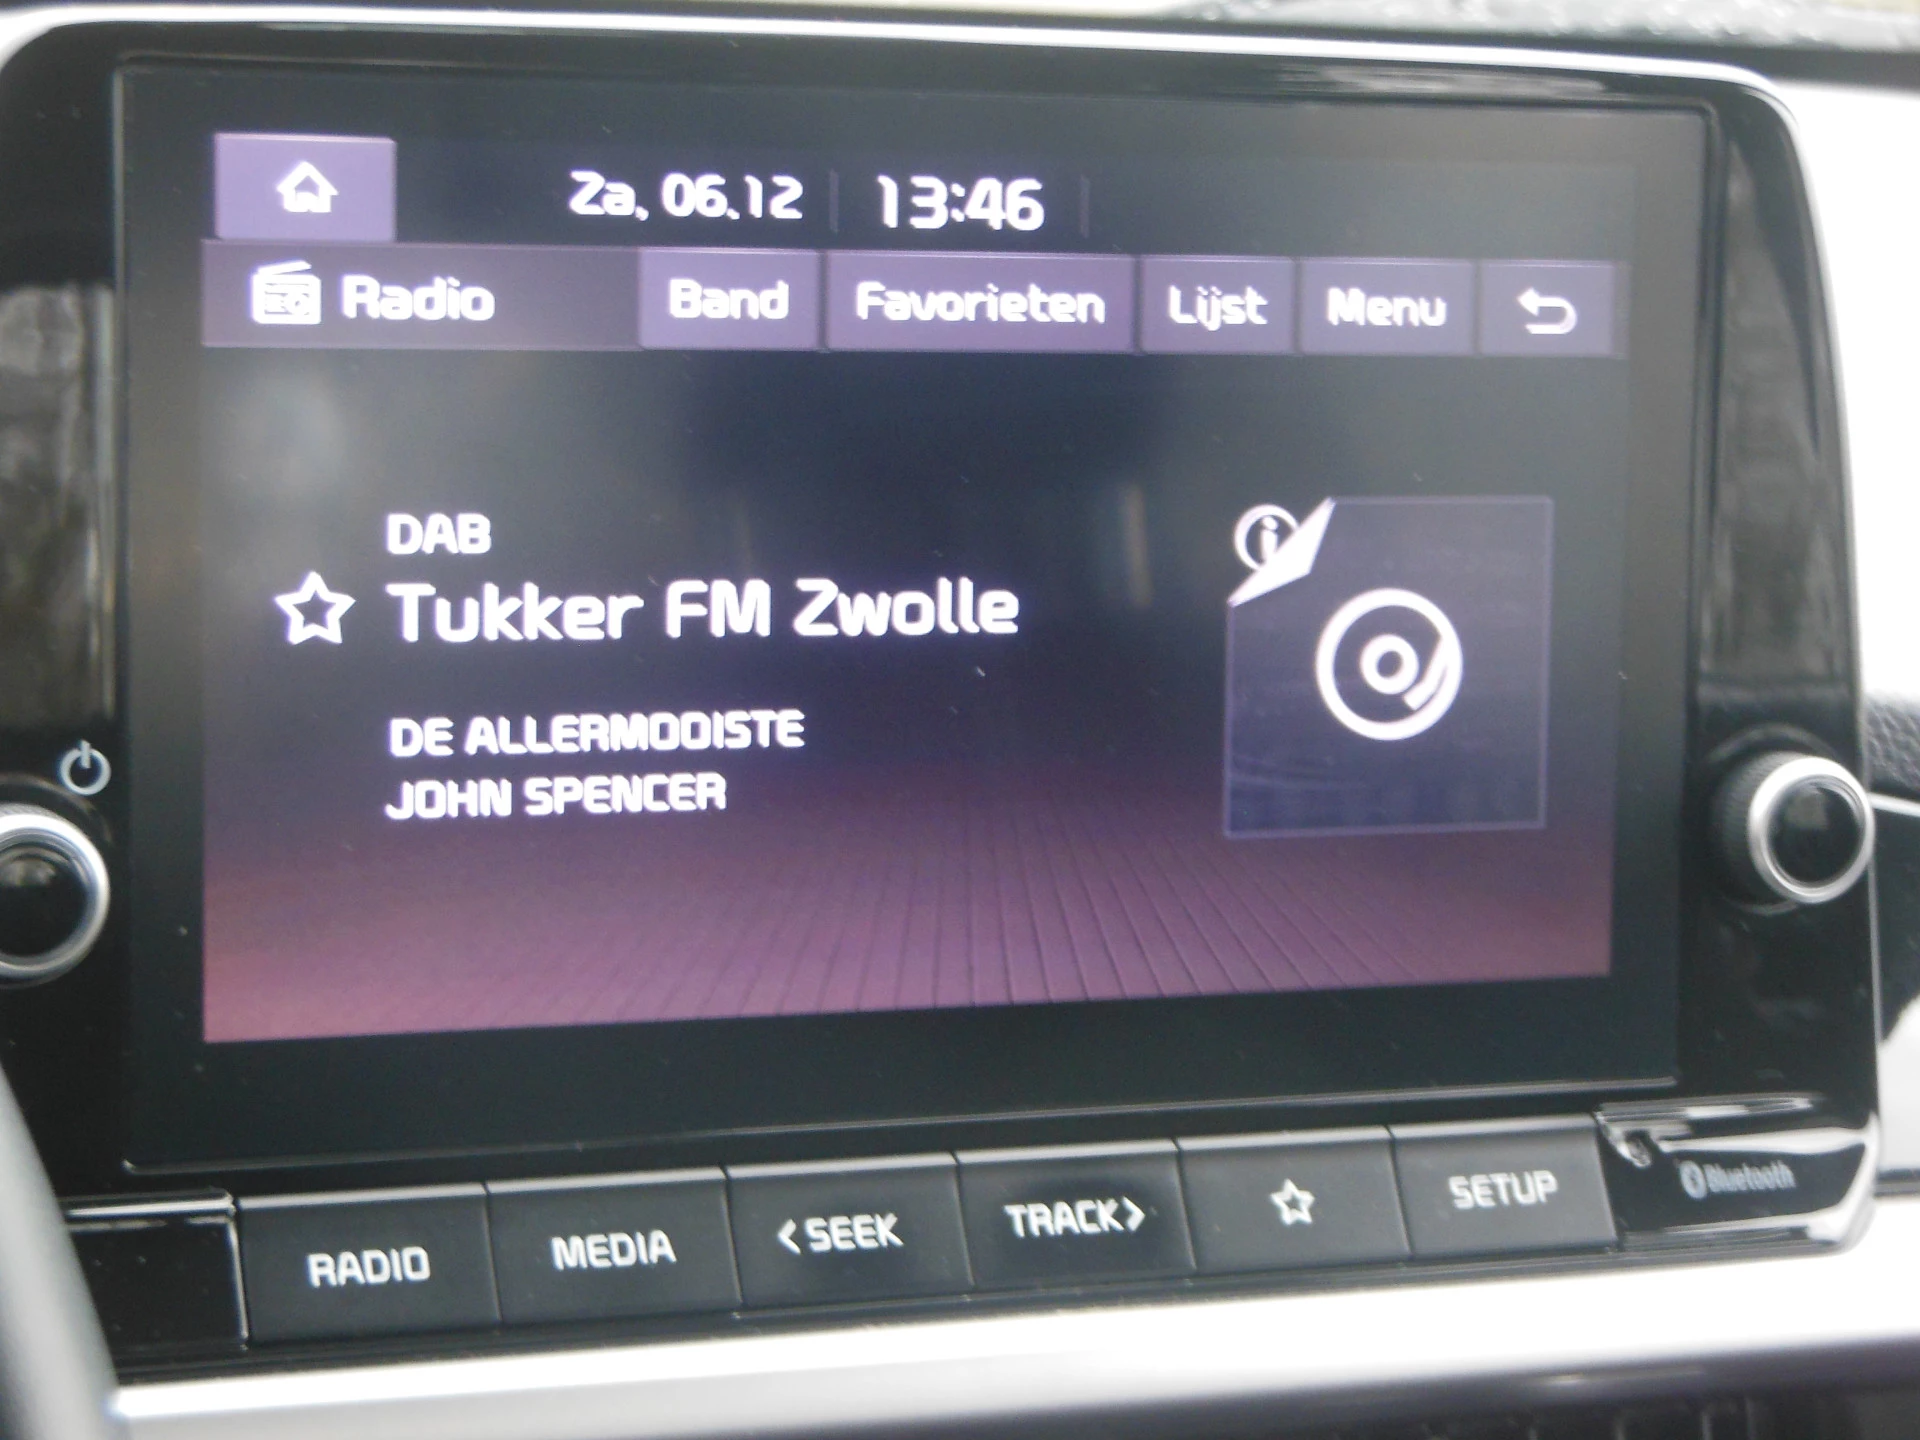 Za, 06.12 13:46
Radio Band Favorieten Lijst Menu
DAB
Tukker FM Zwolle
DE ALLERMOOISTE
JOHN SPENCER
RADIO MEDIA <SEEK TRACK> SETUP
Bluetooth